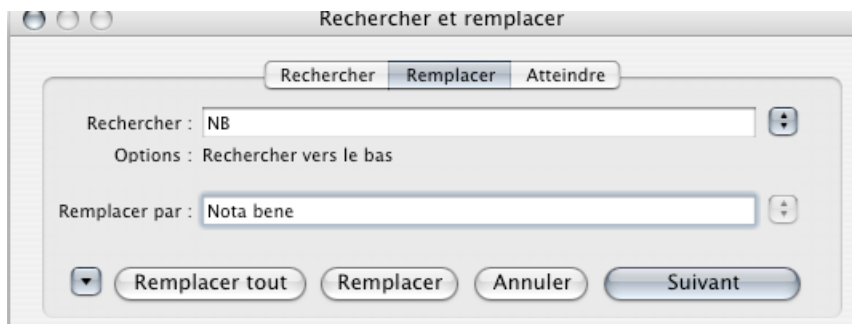 Rechercher et remplacer
Rechercher Remplacer Atteindre
Rechercher : NB
Options : Rechercher vers le bas
Remplacer par : Nota bene
Remplacer tout Remplacer Annuler Suivant